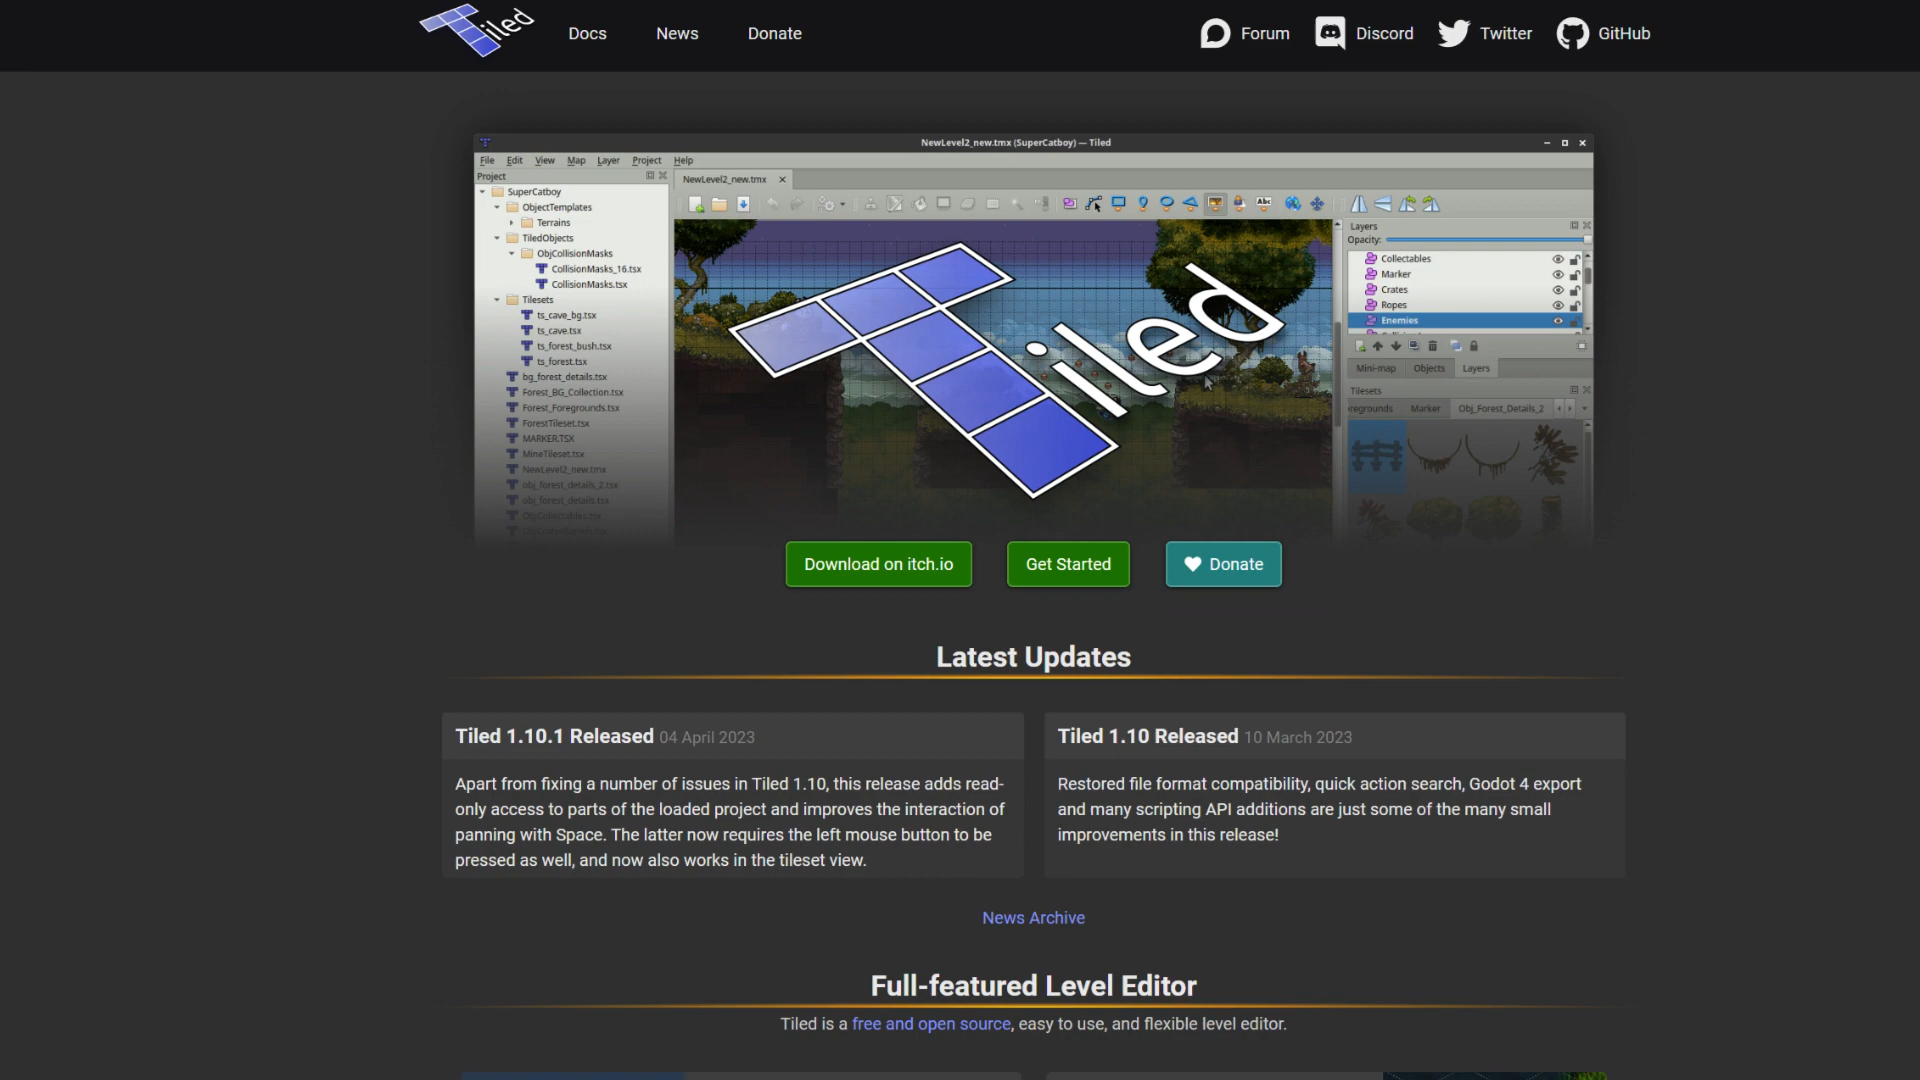 Tiled
Docs
News
Donate
Forum
Discord
Twitter
GitHub
NewLevel2_new.tmx (SuperCatboy) — Tiled
File Edit View Map Layer Project Help
Project
SuperCatboy
ObjectTemplates
Terrains
TiledObjects
ObjCollisionMasks
CollisionMasks_16.tsx
CollisionMasks.tsx
Tilesets
ts_cave_bg.tsx
ts_cave.tsx
ts_forest_bush.tsx
ts_forest.tsx
bg_forest_details.tsx
Forest_BG_Collection.tsx
Forest_Foregrounds.tsx
ForestTileset.tsx
MARKER.TSX
MineTileset.tsx
NewLevel2_new.tmx
obj_forest_details_2.tsx
obj_forest_details.tsx
ObjCollectables.tsx
NewLevel2_new.tmx
Abc
Tiled
Layers
Opacity:
Collectables
Marker
Crates
Ropes
Enemies
Mini-map Objects Layers
Tilesets
regrounds Marker Obj_Forest_Details_2
Download on itch.io
Get Started
Donate
Latest Updates
Tiled 1.10.1 Released 04 April 2023
Apart from fixing a number of issues in Tiled 1.10, this release adds read-
only access to parts of the loaded project and improves the interaction of
panning with Space. The latter now requires the left mouse button to be
pressed as well, and now also works in the tileset view.
Tiled 1.10 Released 10 March 2023
Restored file format compatibility, quick action search, Godot 4 export
and many scripting API additions are just some of the many small
improvements in this release!
News Archive
Full-featured Level Editor
Tiled is a free and open source, easy to use, and flexible level editor.